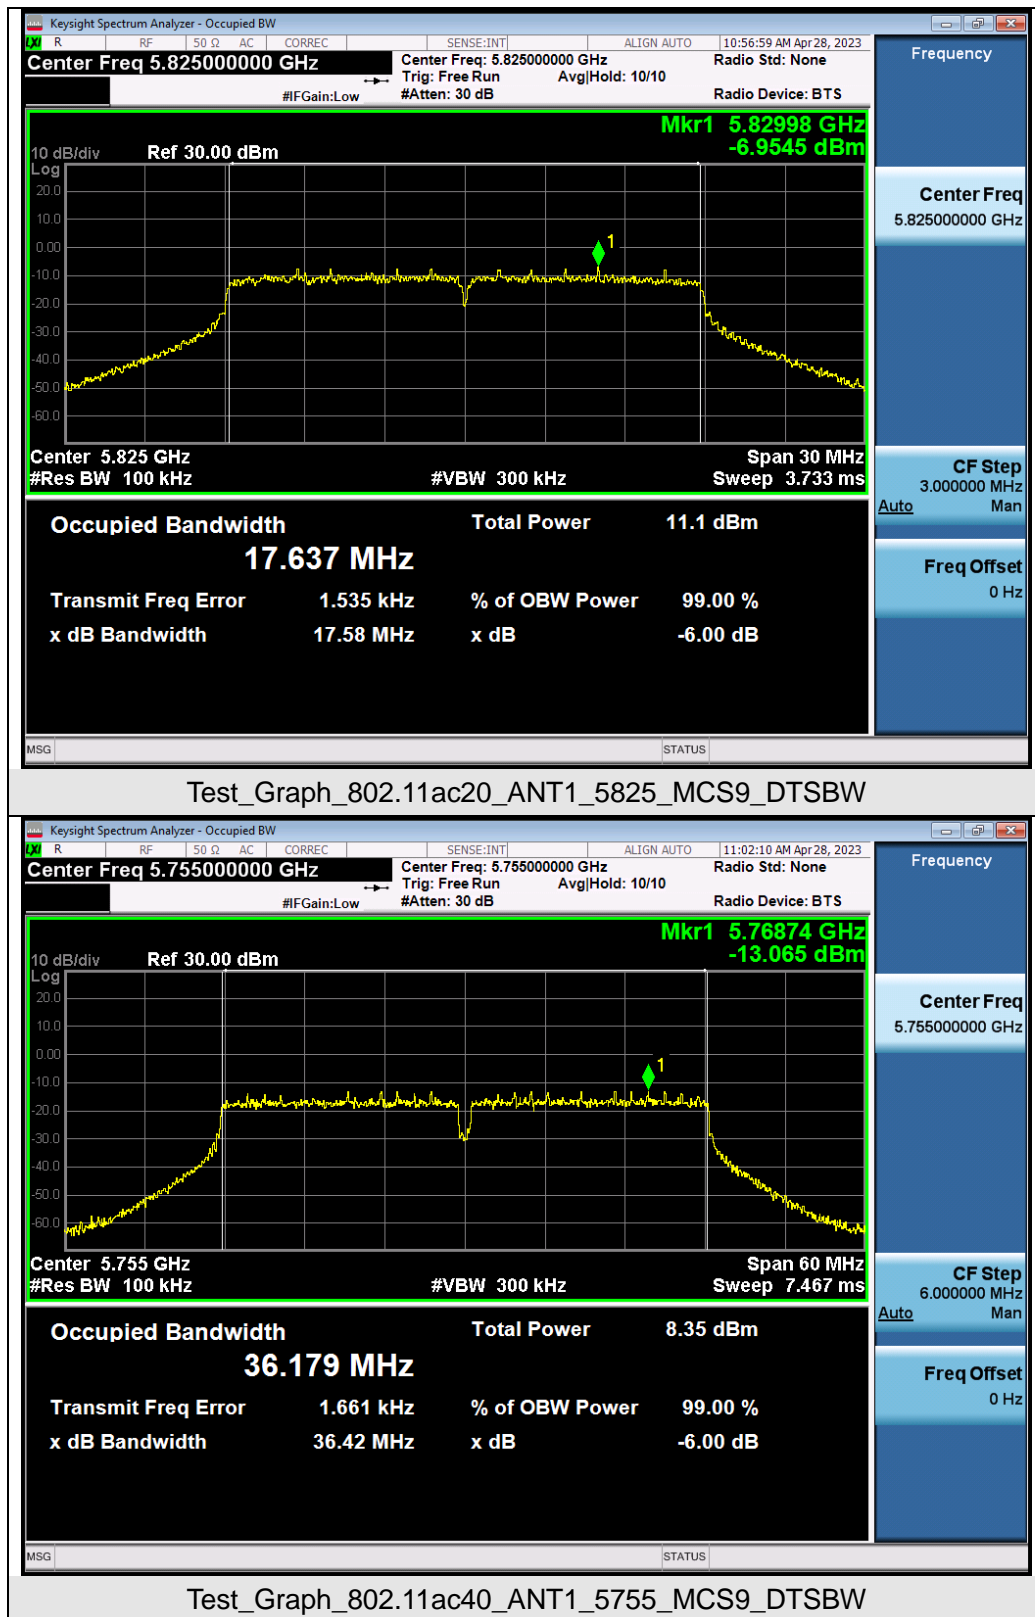 Keysight Spectrum Analyzer - Occupied BW
LXI R RF 50 Ω AC CORREC SENSE:INT ALIGN AUTO 10:56:59 AM Apr 28, 2023
Center Freq 5.825000000 GHz
Center Freq: 5.825000000 GHz Radio Std: None
Trig: Free Run Avg|Hold: 10/10
#IFGain:Low #Atten: 30 dB Radio Device: BTS
Frequency
Mkr1 5.82998 GHz
-6.9545 dBm
10 dB/div Ref 30.00 dBm
Log
20.0
10.0
0.00
-10.0
-20.0
-30.0
-40.0
-50.0
-60.0
1
Center Freq
5.825000000 GHz
Center 5.825 GHz Span 30 MHz
#Res BW 100 kHz #VBW 300 kHz Sweep 3.733 ms
CF Step
3.000000 MHz
Auto Man
Occupied Bandwidth Total Power 11.1 dBm
17.637 MHz
Freq Offset
0 Hz
Transmit Freq Error 1.535 kHz % of OBW Power 99.00 %
x dB Bandwidth 17.58 MHz x dB -6.00 dB
MSG STATUS
Test_Graph_802.11ac20_ANT1_5825_MCS9_DTSBW
Keysight Spectrum Analyzer - Occupied BW
LXI R RF 50 Ω AC CORREC SENSE:INT ALIGN AUTO 11:02:10 AM Apr 28, 2023
Center Freq 5.755000000 GHz
Center Freq: 5.755000000 GHz Radio Std: None
Trig: Free Run Avg|Hold: 10/10
#IFGain:Low #Atten: 30 dB Radio Device: BTS
Frequency
Mkr1 5.76874 GHz
-13.065 dBm
10 dB/div Ref 30.00 dBm
Log
20.0
10.0
0.00
-10.0
-20.0
-30.0
-40.0
-50.0
-60.0
1
Center Freq
5.755000000 GHz
Center 5.755 GHz Span 60 MHz
#Res BW 100 kHz #VBW 300 kHz Sweep 7.467 ms
CF Step
6.000000 MHz
Auto Man
Occupied Bandwidth Total Power 8.35 dBm
36.179 MHz
Freq Offset
0 Hz
Transmit Freq Error 1.661 kHz % of OBW Power 99.00 %
x dB Bandwidth 36.42 MHz x dB -6.00 dB
MSG STATUS
Test_Graph_802.11ac40_ANT1_5755_MCS9_DTSBW